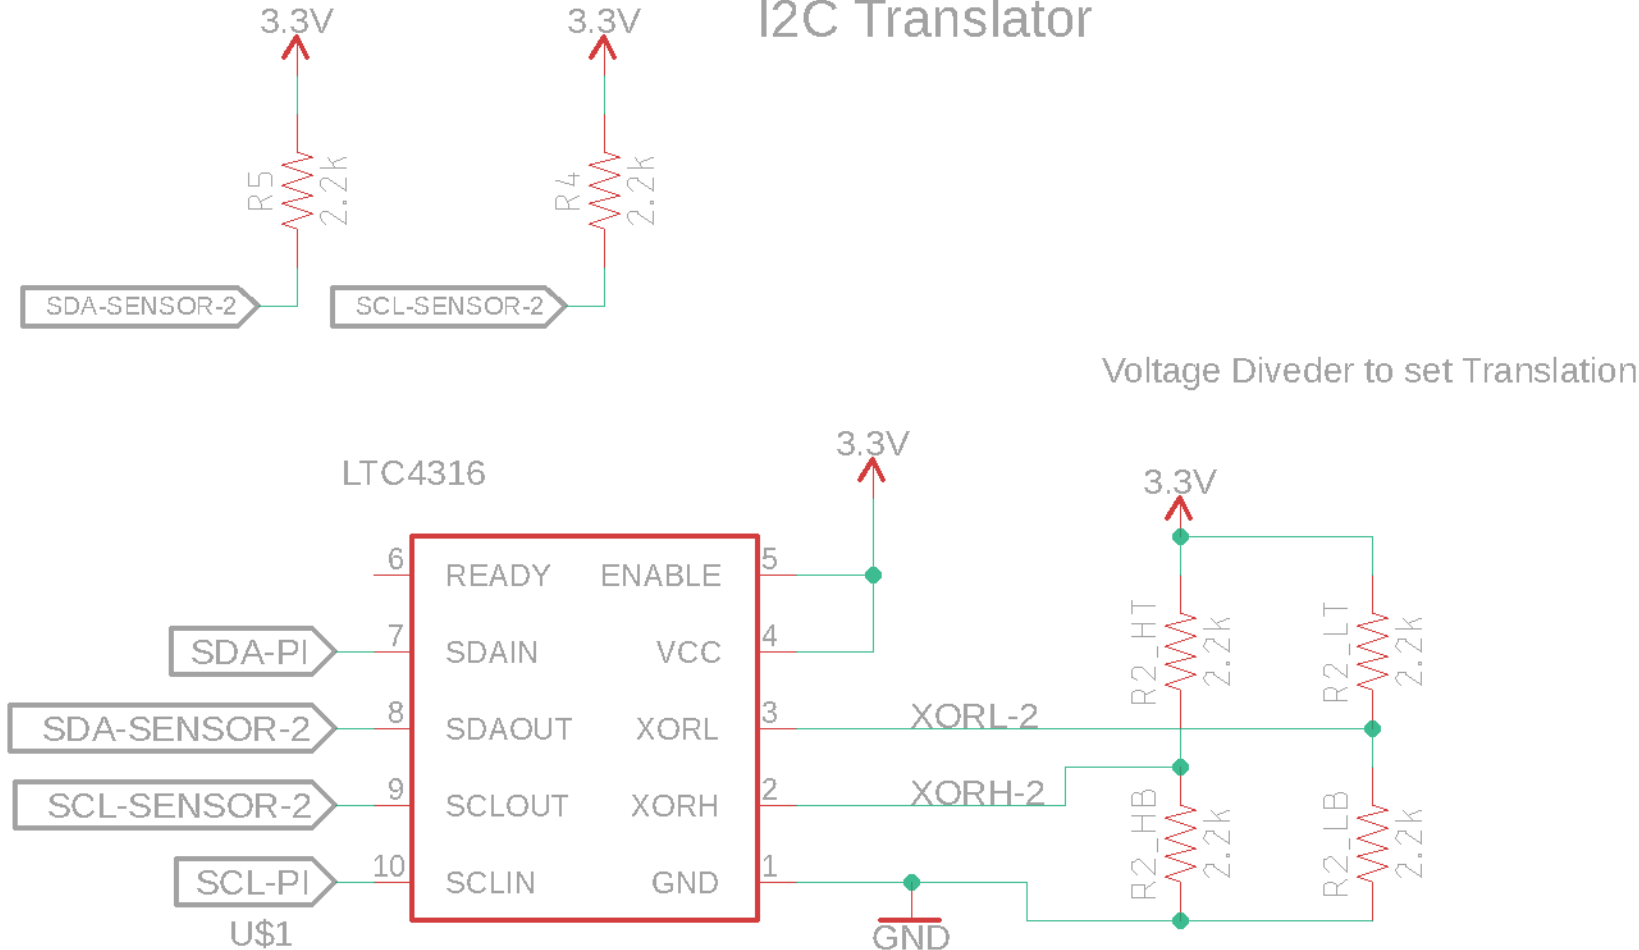 I2C Translator
3.3V
3.3V
R5
2.2k
R4
2.2k
SDA-SENSOR-2
SCL-SENSOR-2
Voltage Diveder to set Translation
LTC4316
3.3V
3.3V
6
READY
ENABLE
5
SDA-PI
7
SDAIN
VCC
4
SDA-SENSOR-2
8
SDAOUT
XORL
3
XORL-2
SCL-SENSOR-2
9
SCLOUT
XORH
2
XORH-2
SCL-PI
10
SCLIN
GND
1
U$1
GND
R2_HT
2.2k
R2_LT
2.2k
R2_HB
2.2k
R2_LB
2.2k